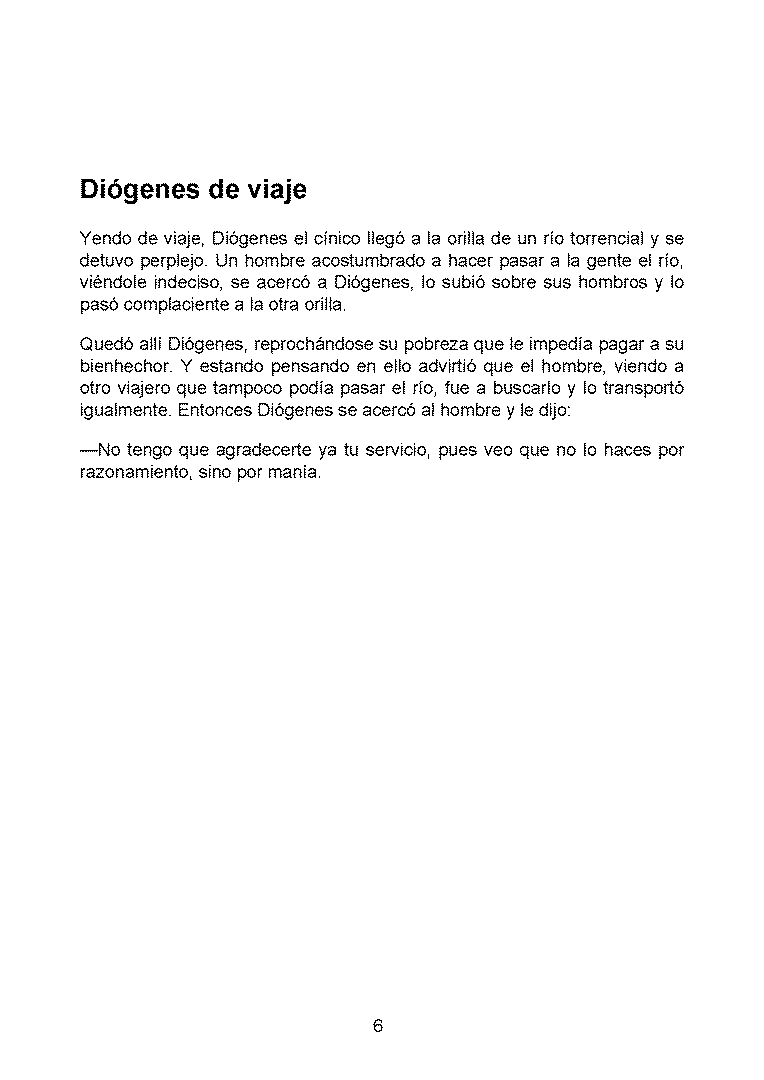 Diógenes de viaje
Yendo de viaje, Diógenes el cínico llegó a la orilla de un río torrencial y se
detuvo perplejo. Un hombre acostumbrado a hacer pasar a la gente el río,
viéndole indeciso, se acercó a Diógenes, lo subió sobre sus hombros y lo
pasó complaciente a la otra orilla.
Quedó allí Diógenes, reprochándose su pobreza que le impedía pagar a su
bienhechor. Y estando pensando en ello advirtió que el hombre, viendo a
otro viajero que tampoco podía pasar el río, fue a buscarlo y lo transportó
igualmente. Entonces Diógenes se acercó al hombre y le dijo:
—No tengo que agradecerte ya tu servicio, pues veo que no lo haces por
razonamiento, sino por manía.
6